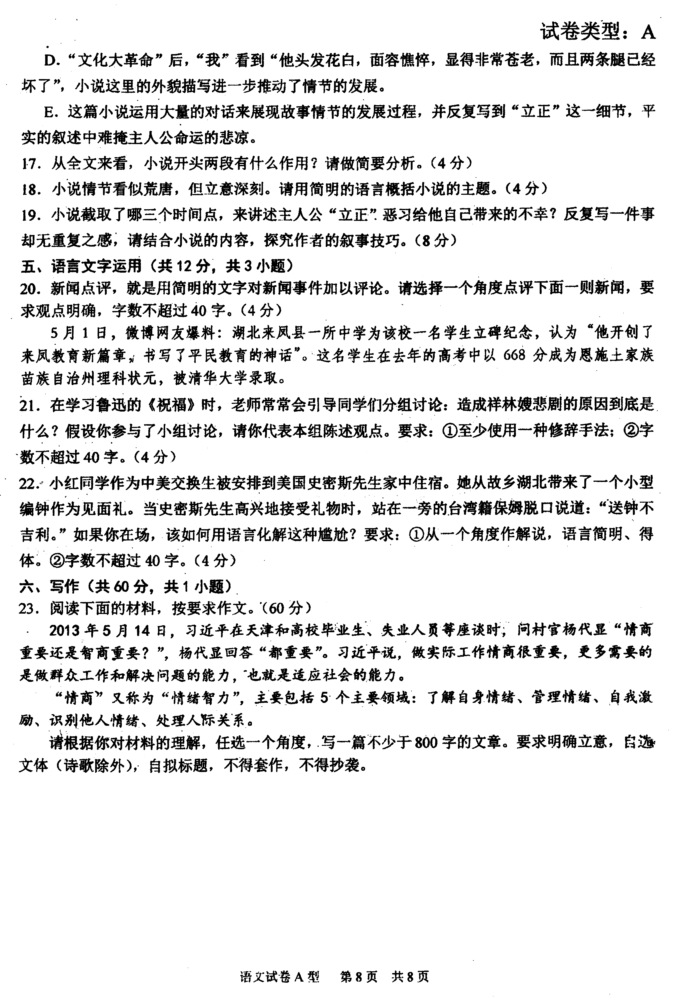 试卷类型：A
D．“文化大革命”后，“我”看到“他头发花白，面容憔悴，显得非常苍老，而且两条腿已经
坏了”，小说这里的外貌描写进一步推动了情节的发展。
E．这篇小说运用大量的对话来展现故事情节的发展过程，并反复写到“立正”这一细节，平
实的叙述中难掩主人公命运的悲凉。
17．从全文来看，小说开头两段有什么作用？请做简要分析。（4 分）
18．小说情节看似荒唐，但立意深刻。请用简明的语言概括小说的主题。（4 分）
19．小说截取了哪三个时间点，来讲述主人公“立正”恶习给他自己带来的不幸？反复写一件事
却无重复之感，请结合小说的内容，探究作者的叙事技巧。（8 分）
五、语言文字运用（共 12 分，共 3 小题）
20．新闻点评，就是用简明的文字对新闻事件加以评论。请选择一个角度点评下面一则新闻，要
求观点明确，字数不超过 40 字。（4 分）
5 月 1 日，微博网友爆料：湖北来凤县一所中学为该校一名学生立碑纪念，认为“他开创了
来凤教育新篇章，书写了平民教育的神话”。这名学生在去年的高考中以 668 分成为恩施土家族
苗族自治州理科状元，被清华大学录取。
21．在学习鲁迅的《祝福》时，老师常常会引导同学们分组讨论：造成祥林嫂悲剧的原因到底是
什么？假设你参与了小组讨论，请你代表本组陈述观点。要求：①至少使用一种修辞手法；②字
数不超过 40 字。（4 分）
22．小红同学作为中美交换生被安排到美国史密斯先生家中住宿。她从故乡湖北带来了一个小型
编钟作为见面礼。当史密斯先生高兴地接受礼物时，站在一旁的台湾籍保姆脱口说道：“送钟不
吉利。”如果你在场，该如何用语言化解这种尴尬？要求：①从一个角度作解说，语言简明、得
体。②字数不超过 40 字。（4 分）
六、写作（共 60 分，共 1 小题）
23．阅读下面的材料，按要求作文。（60 分）
2013 年 5 月 14 日，习近平在天津和高校毕业生、失业人员等座谈时，问村官杨代显“情商
重要还是智商重要？”，杨代显回答“都重要”。习近平说，做实际工作情商很重要，更多需要的
是做群众工作和解决问题的能力，也就是适应社会的能力。
“情商”又称为“情绪智力”，主要包括 5 个主要领域：了解自身情绪、管理情绪、自我激
励、识别他人情绪、处理人际关系。
请根据你对材料的理解，任选一个角度，写一篇不少于 800 字的文章。要求明确立意，自选
文体（诗歌除外），自拟标题，不得套作，不得抄袭。
语文试卷 A 型 第 8 页 共 8 页